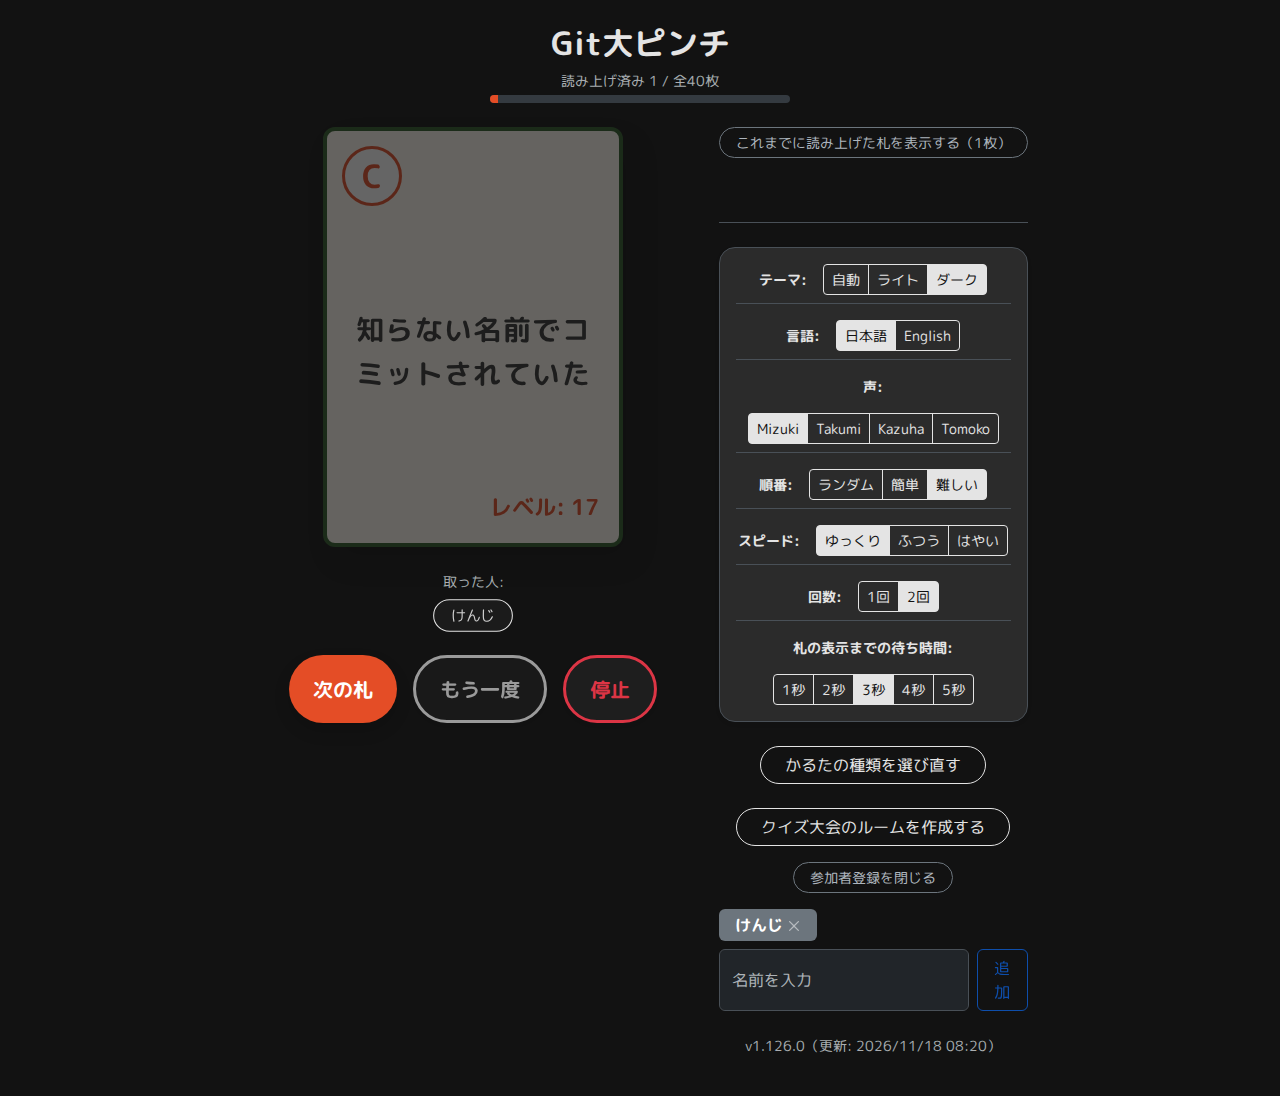 Git大ピンチ
読み上げ済み 1 / 全40枚
C
知らない名前でコ
ミットされていた
レベル: 17
取った人:
けんじ
次の札
もう一度
停止
これまでに読み上げた札を表示する（1枚）
テーマ: 自動 ライト ダーク
言語: 日本語 English
声:
Mizuki Takumi Kazuha Tomoko
順番: ランダム 簡単 難しい
スピード: ゆっくり ふつう はやい
回数: 1回 2回
札の表示までの待ち時間:
1秒 2秒 3秒 4秒 5秒
かるたの種類を選び直す
クイズ大会のルームを作成する
参加者登録を閉じる
けんじ ×
名前を入力
追
加
v1.126.0（更新: 2026/11/18 08:20）